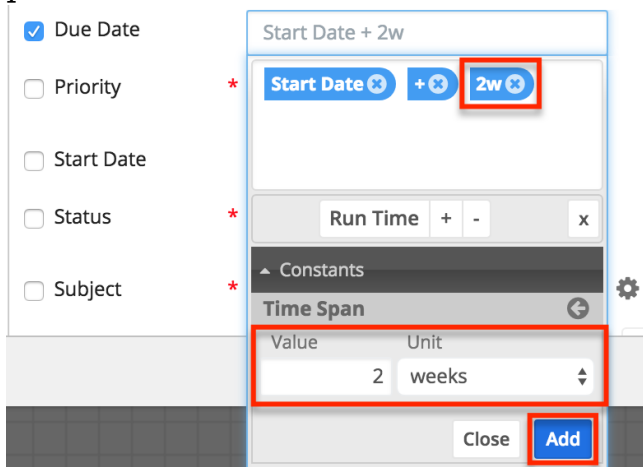 Due Date
Start Date + 2w
Start Date + 2w
Priority *
Start Date
Status *
Run Time + - x
Constants
Subject *
Time Span
Value Unit
2 weeks
Close Add